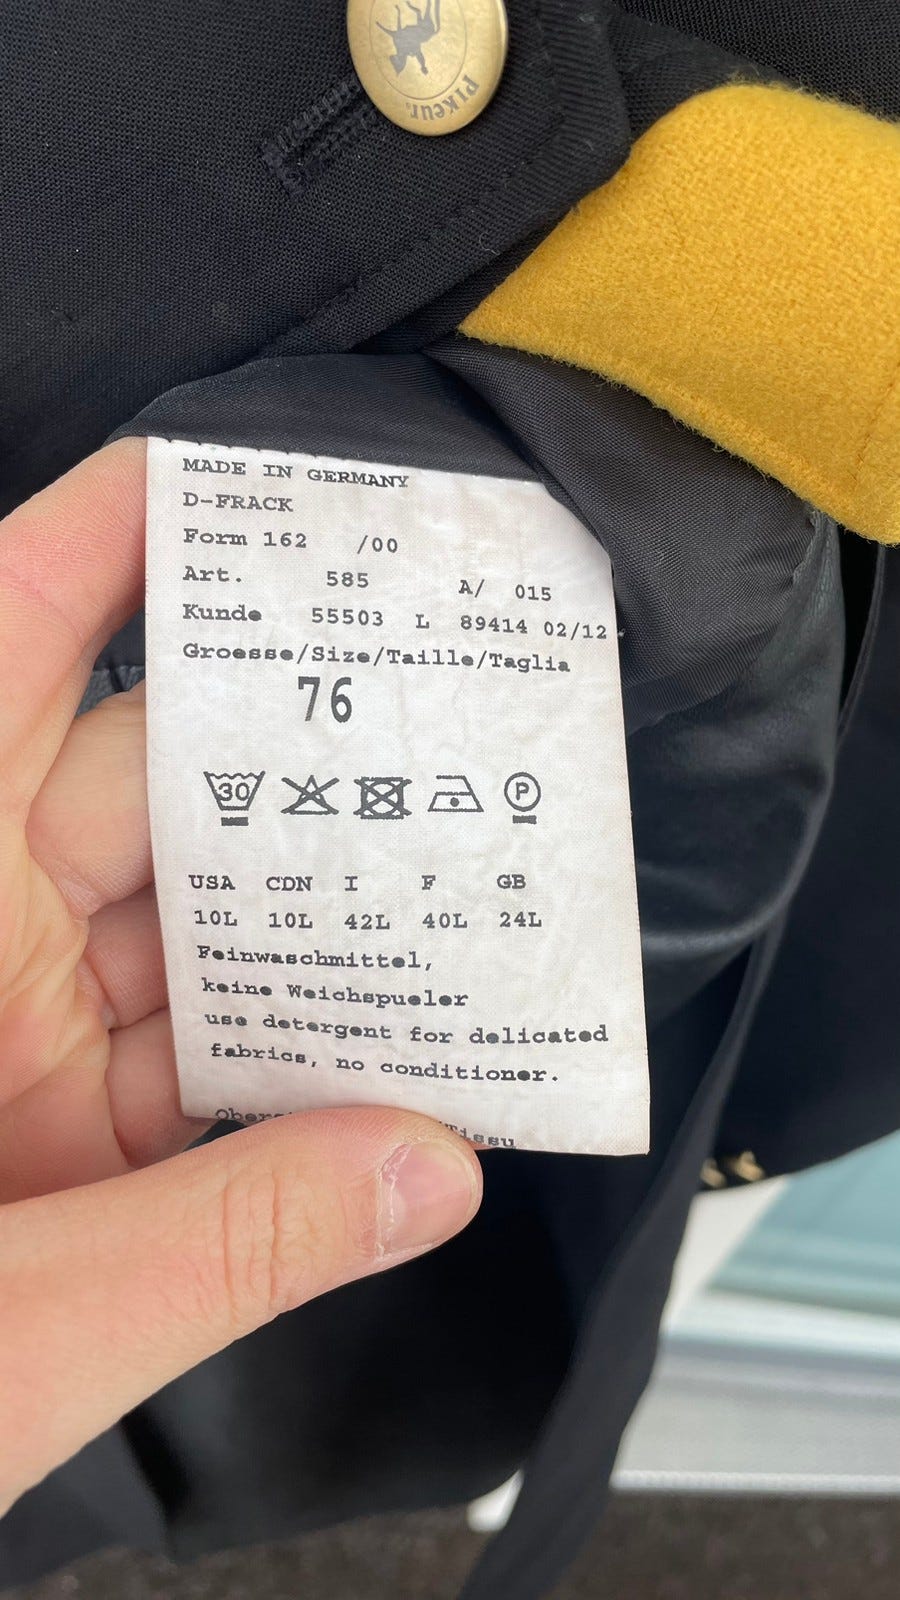 Pikeur®
MADE IN GERMANY
D-FRACK
Form 162 /00
Art. 585 A/ 015
Kunde 55503 L 89414 02/12
Groesse/Size/Taille/Taglia
76
30 P
USA CDN I F GB
10L 10L 42L 40L 24L
Feinwaschmittel,
keine Weichspueler
use detergent for delicated
fabrics, no conditioner.
Tissu